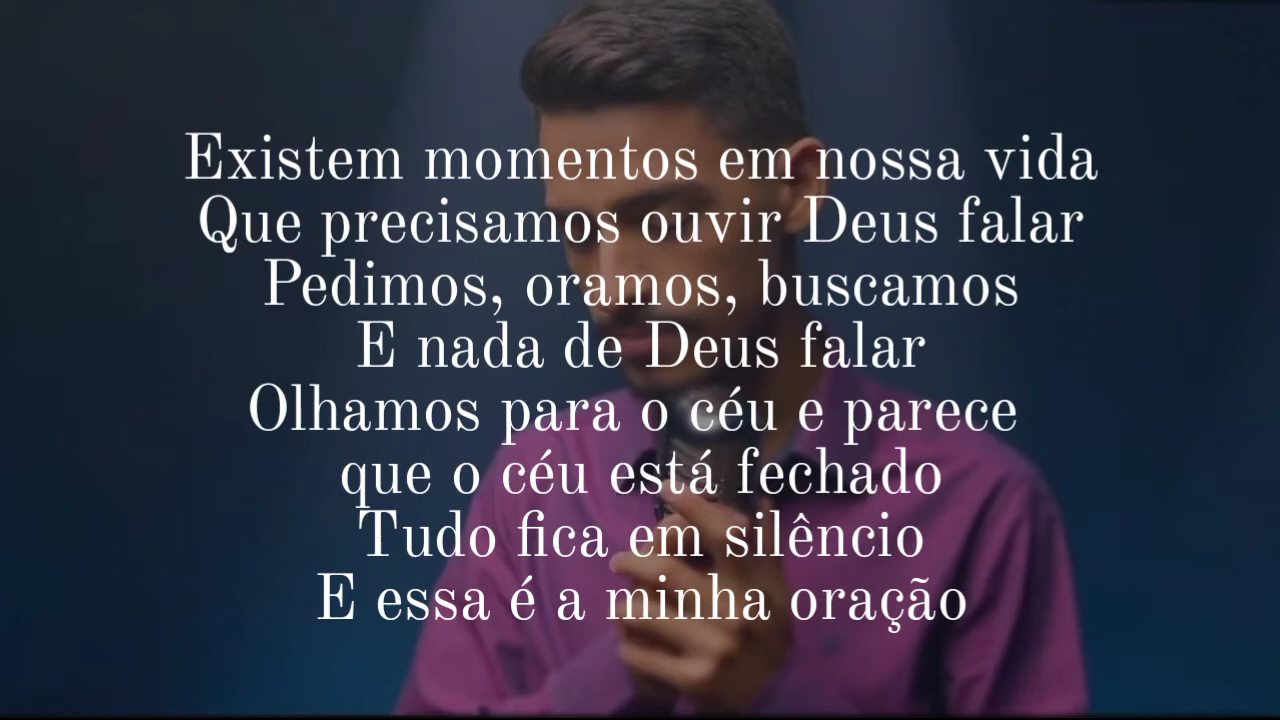 Existem momentos em nossa vida
Que precisamos ouvir Deus falar
Pedimos, oramos, buscamos
E nada de Deus falar
Olhamos para o céu e parece
que o céu está fechado
Tudo fica em silêncio
E essa é a minha oração